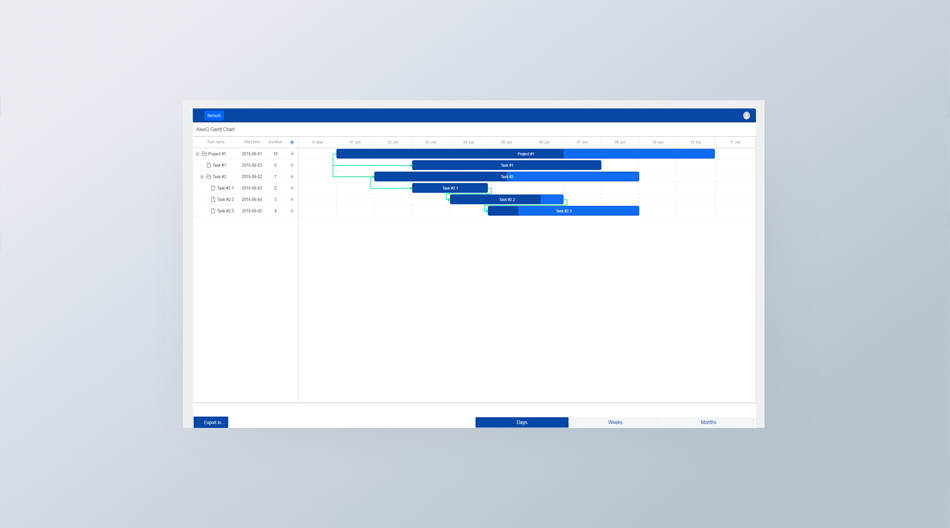 Refresh
AlexG Gantt Chart
Task name Start time Duration 31 May 01 Jun 02 Jun 03 Jun 04 Jun 05 Jun 06 Jun 07 Jun 08 Jun 09 Jun 10 Jun 11 Jun
Project #1 2015-06-01 10 Project #1
Task #1 2015-06-03 5 Task #1
Task #2 2015-06-02 7 Task #2
Task #2.1 2015-06-03 2 Task #2.1
Task #2.2 2015-06-04 3 Task #2.2
Task #2.3 2015-06-05 4 Task #2.3
Export to... Days Weeks Months